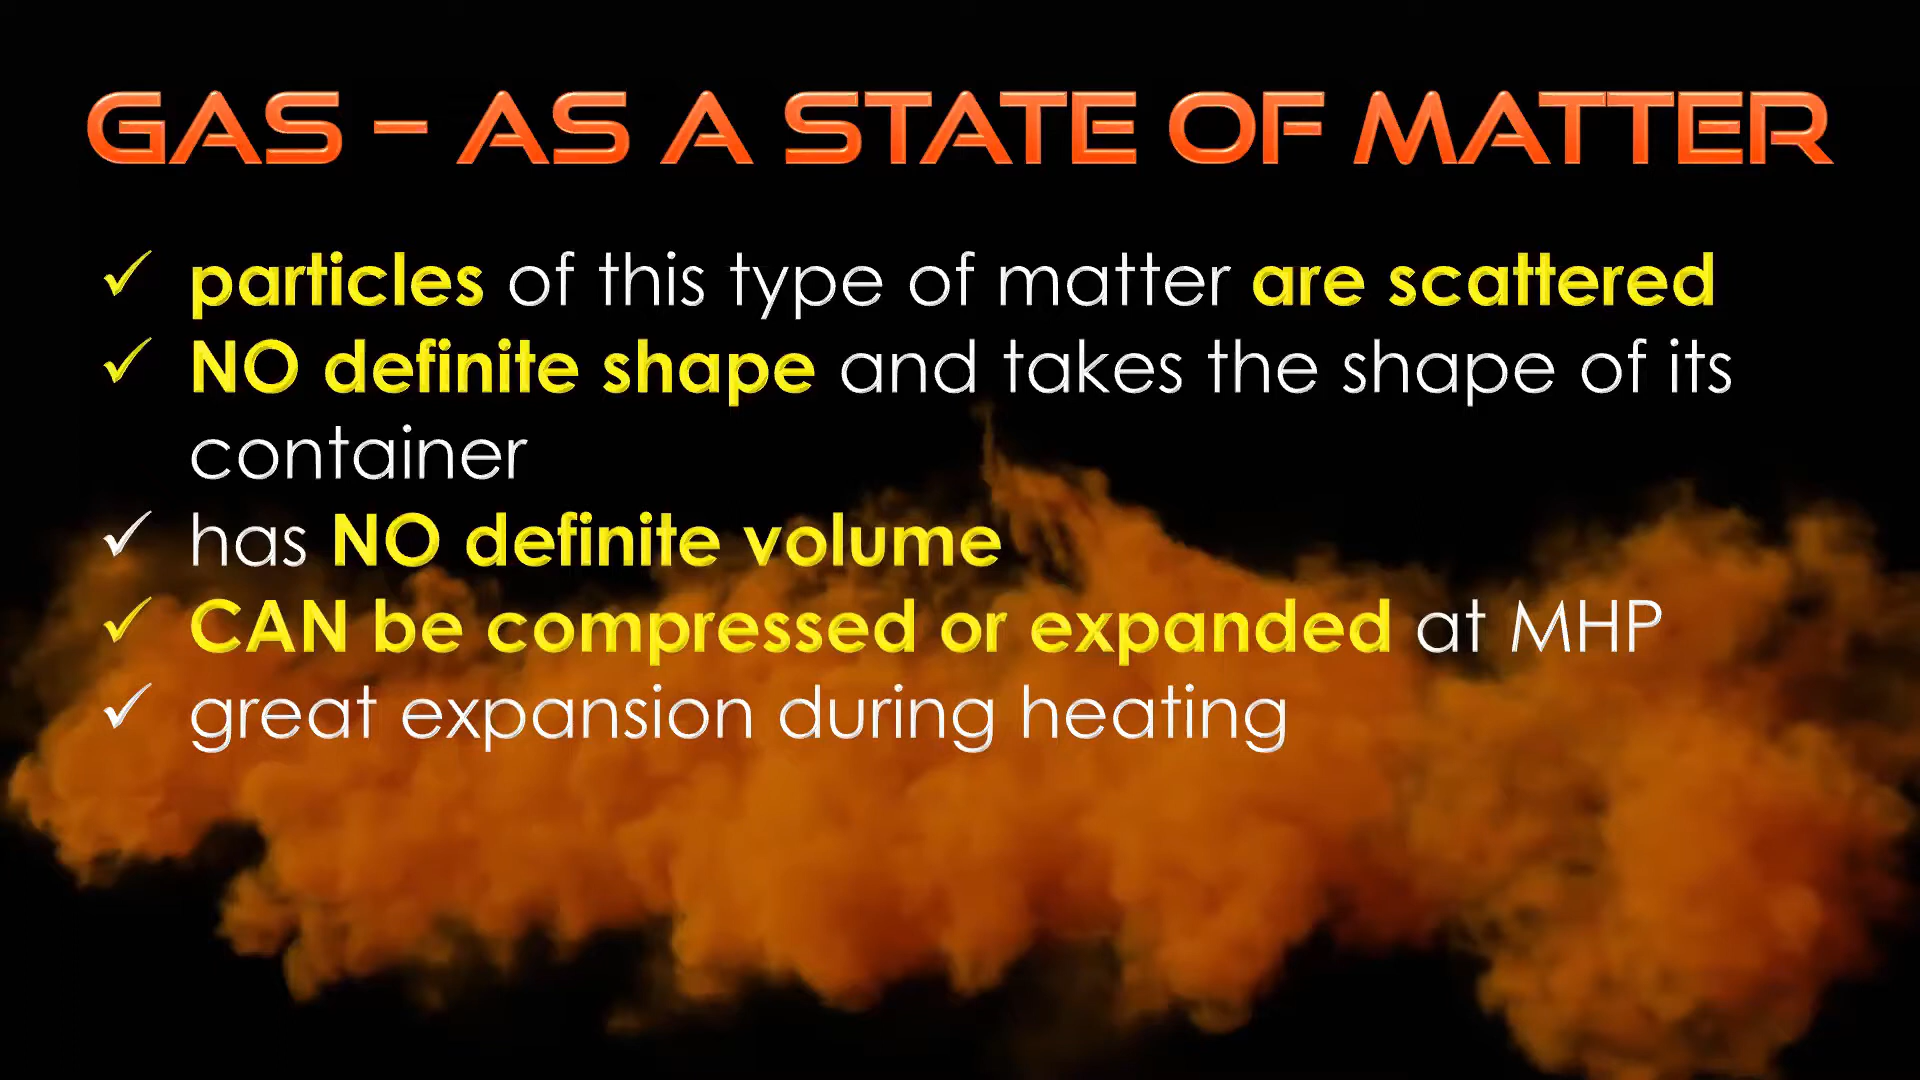 GAS - AS A STATE OF MATTER
✓ particles of this type of matter are scattered
✓ NO definite shape and takes the shape of its
container
✓ has NO definite volume
✓ CAN be compressed or expanded at MHP
✓ great expansion during heating